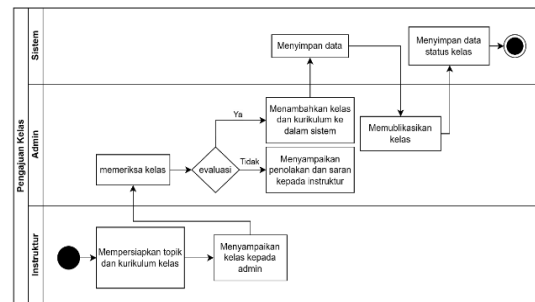 Pengajuan Kelas
Sistem
Menyimpan data
Menyimpan data
status kelas
Admin
Ya
Menambahkan kelas
dan kurikulum ke
dalam sistem
Memublikasikan
kelas
memeriksa kelas
evaluasi
Tidak
Menyampaikan
penolakan dan saran
kepada instruktur
Instruktur
Mempersiapkan topik
dan kurikulum kelas
Menyampaikan
kelas kepada
admin